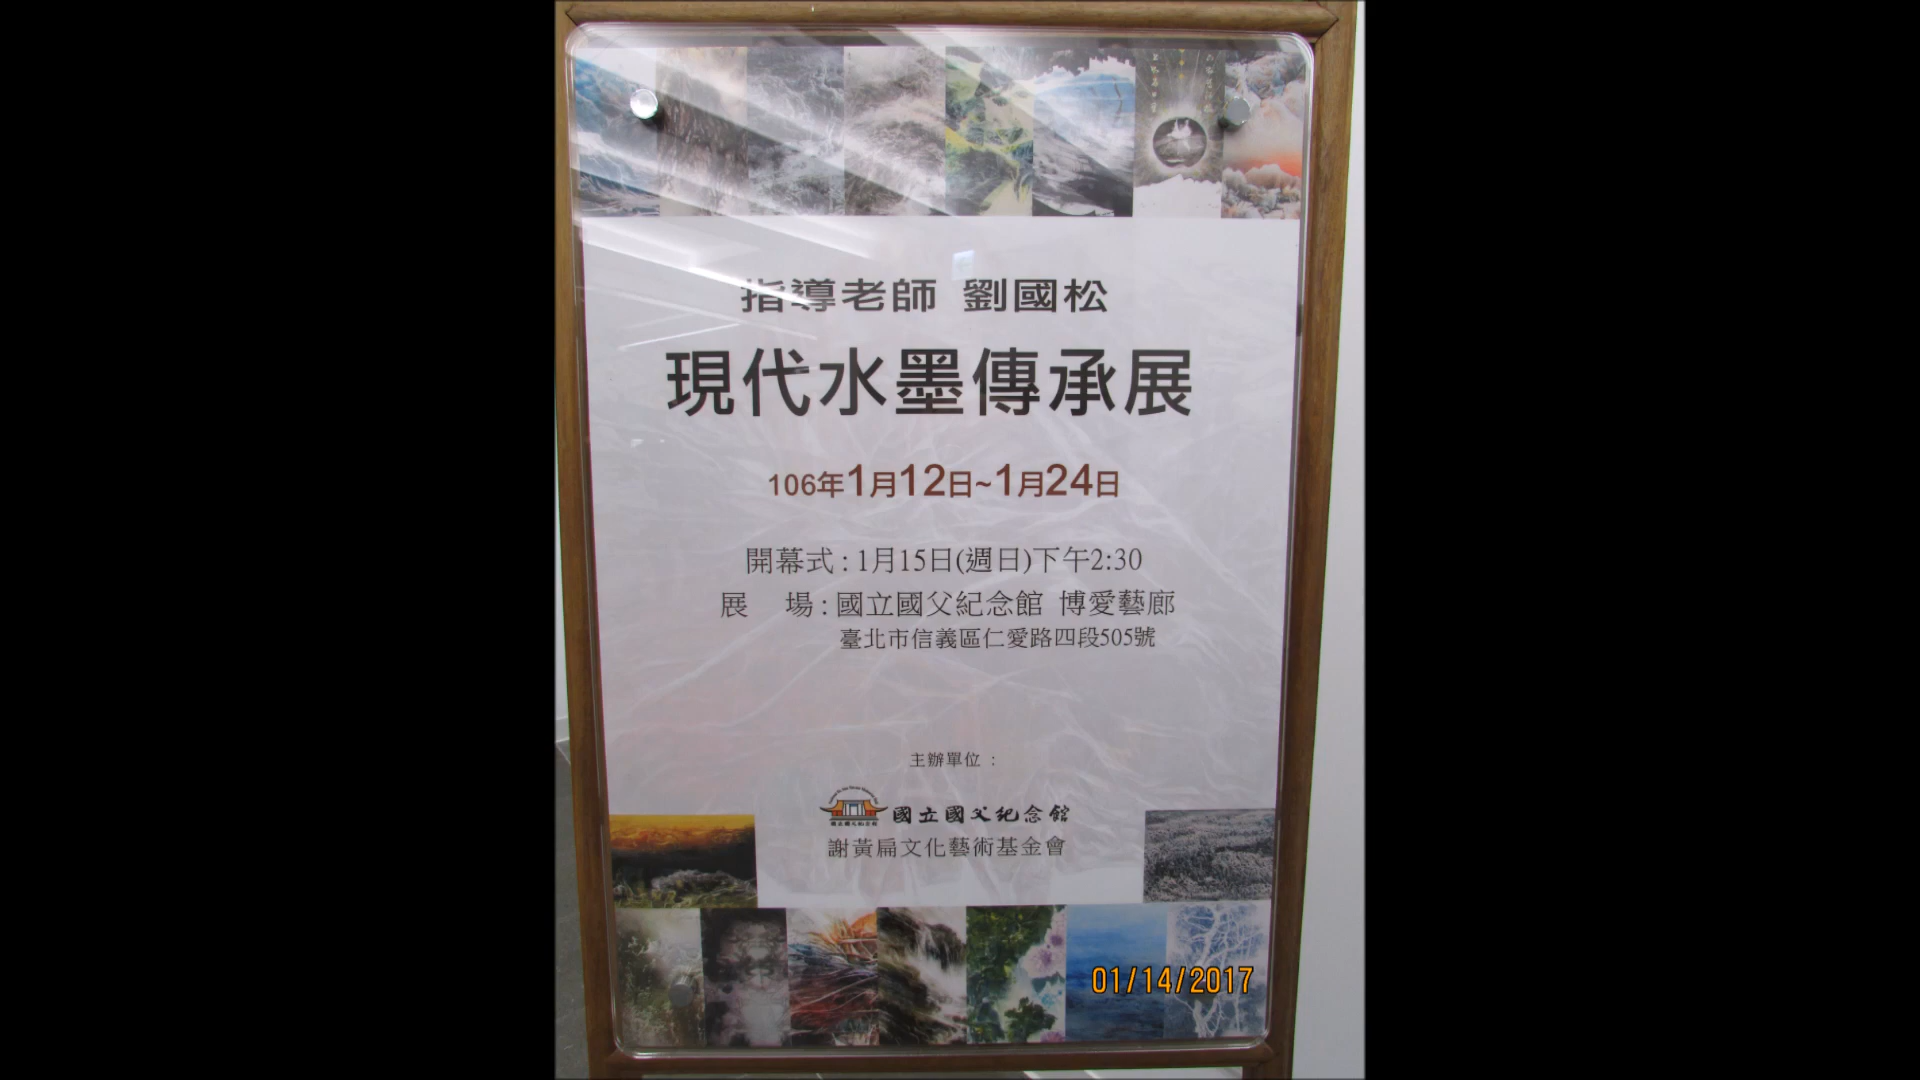 指導老師 劉國松
現代水墨傳承展
106年1月12日~1月24日
開幕式 : 1月15日(週日)下午2:30
展 場 : 國立國父紀念館 博愛藝廊
臺北市信義區仁愛路四段505號
主辦單位 :
國立國父紀念館
謝黃扁文化藝術基金會
01/14/2017